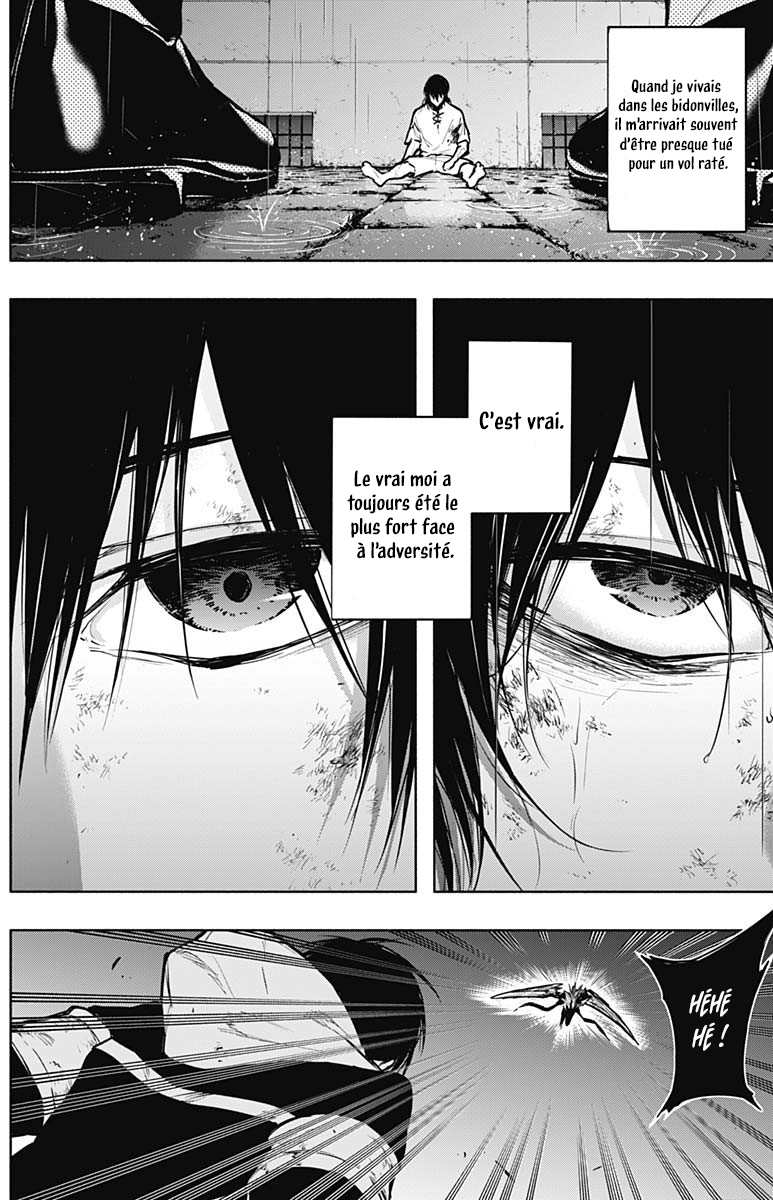 Quand je vivais
dans les bidonvilles,
il m'arrivait souvent
d'être presque tué
pour un vol raté.
C'est vrai.
Le vrai moi a
toujours été le
plus fort face
à l'adversité.
HÉHÉ
HÉ !